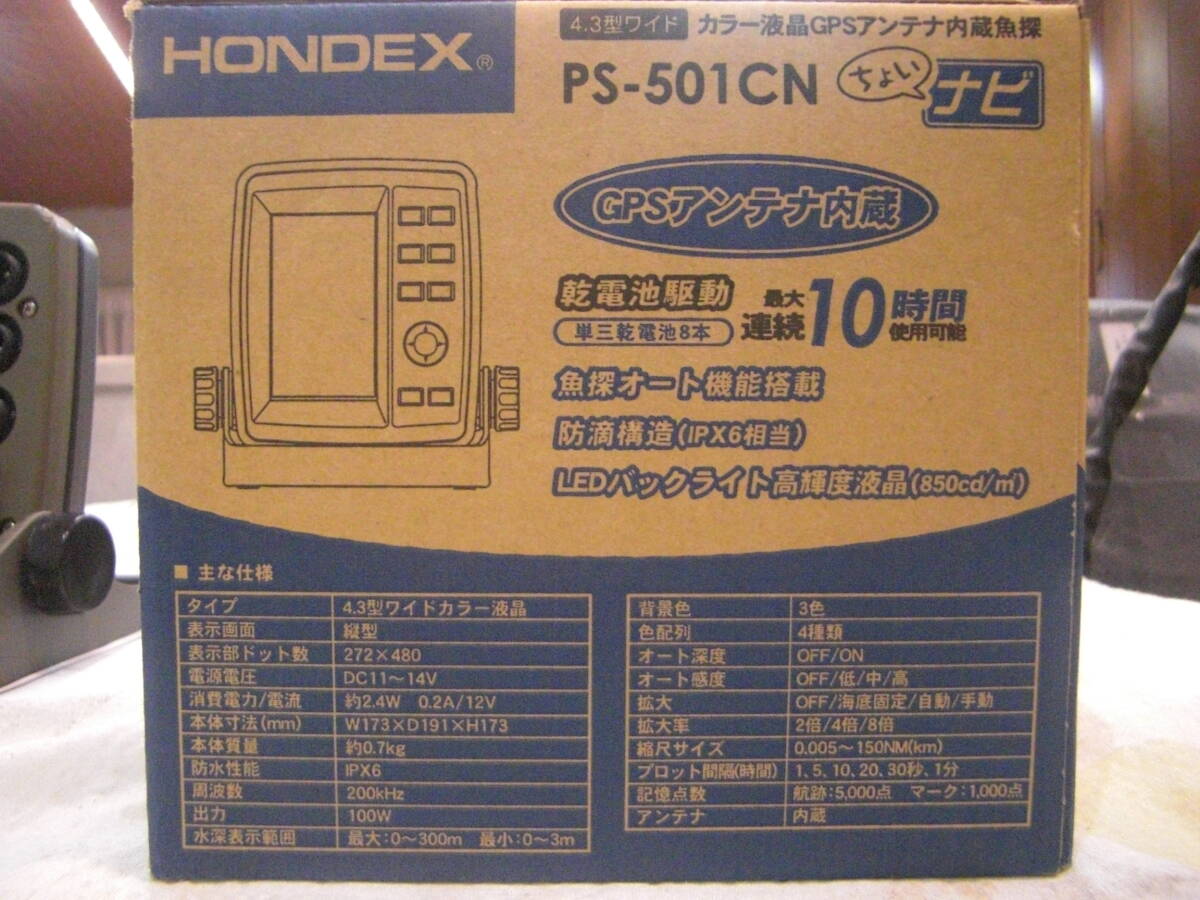 HONDEX®
4.3型ワイド カラー液晶GPSアンテナ内蔵魚探
PS-501CN ちょい ナビ
GPSアンテナ内蔵
乾電池駆動
単三乾電池8本
最大
連続 10 時間
使用可能
魚探オート機能搭載
防滴構造(IPX6相当)
LEDバックライト高輝度液晶(850cd/㎡)
■ 主な仕様
タイプ 4.3型ワイドカラー液晶
表示画面 縦型
表示部ドット数 272×480
電源電圧 DC11～14V
消費電力/電流 約2.4W 0.2A/12V
本体寸法(mm) W173×D191×H173
本体質量 約0.7kg
防水性能 IPX6
周波数 200kHz
出力 100W
水深表示範囲 最大:0～300m 最小:0～3m
背景色 3色
色配列 4種類
オート深度 OFF/ON
オート感度 OFF/低/中/高
拡大 OFF/海底固定/自動/手動
拡大率 2倍/4倍/8倍
縮尺サイズ 0.005～150NM(km)
プロット間隔(時間) 1、5、10、20、30秒、1分
記憶点数 航跡:5,000点 マーク:1,000点
アンテナ 内蔵